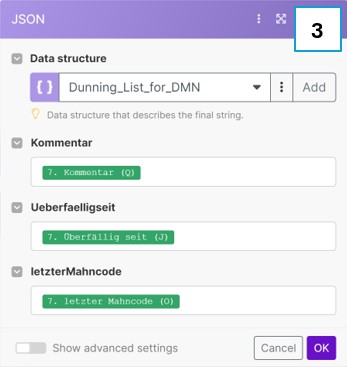 JSON
3
Data structure
{ } Dunning_List_for_DMN Add
Data structure that describes the final string.
Kommentar
7. Kommentar (Q)
Ueberfaelligseit
7. Überfällig seit (J)
letzterMahncode
7. letzter Mahncode (O)
Show advanced settings Cancel OK